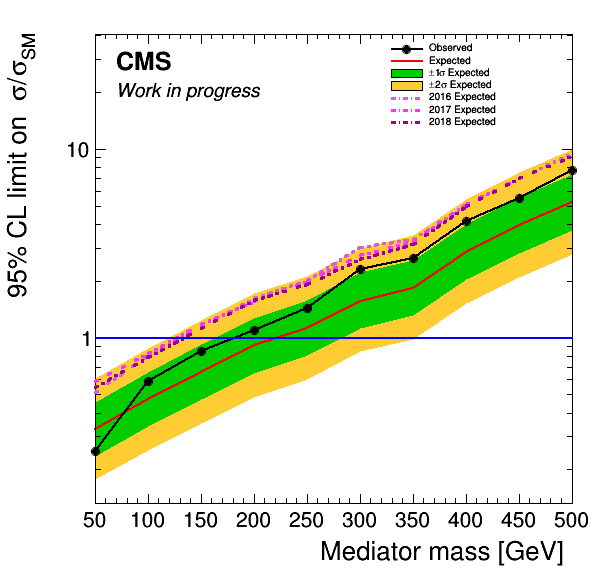 CMS
Work in progress
Observed
Expected
±1σ Expected
±2σ Expected
2016 Expected
2017 Expected
2018 Expected
95% CL limit on σ/σSM
10
1
50 100 150 200 250 300 350 400 450 500
Mediator mass [GeV]